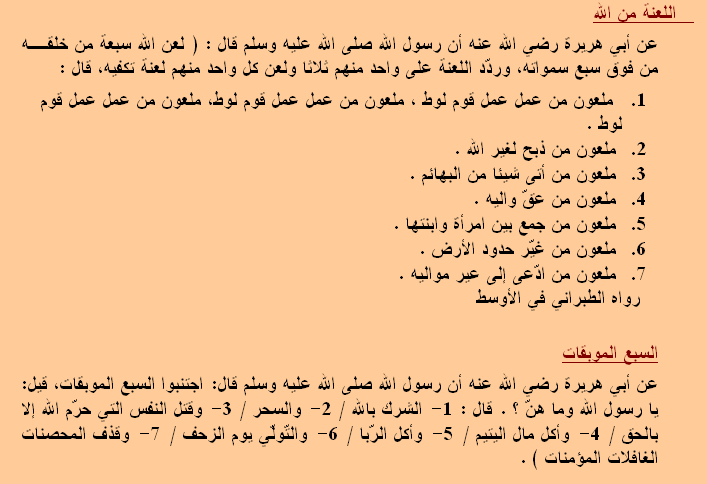 اللعنة من الله
عن أبي هريرة رضي الله عنه أن رسول الله صلى الله عليه وسلم قال : ( لعن الله سبعة من خلقـــه
من فوق سبع سمواته، وردّد اللعنة على واحد منهم ثلاثا ولعن كل واحد منهم لعنة تكفيه، قال :
1. ملعون من عمل عمل قوم لوط ، ملعون من عمل عمل قوم لوط، ملعون من عمل عمل قوم
لوط .
2. ملعون من ذبح لغير الله .
3. ملعون من أتى شيئا من البهائم .
4. ملعون من عقّ واليه .
5. ملعون من جمع بين امرأة وابنتها .
6. ملعون من غيّر حدود الأرض .
7. ملعون من ادّعى إلى عير مواليه .
رواه الطبراني في الأوسط
السبع الموبقات
عن أبي هريرة رضي الله عنه أن رسول الله صلى الله عليه وسلم قال: اجتنبوا السبع الموبقات، قيل:
يا رسول الله وما هنّ ؟ . قال : 1- الشرك بالله / 2- والسحر / 3- وقتل النفس التي حرّم الله إلا
بالحق / 4- وأكل مال اليتيم / 5- وأكل الرّبا / 6- والتّولّي يوم الزحف / 7- وقذف المحصنات
الغافلات المؤمنات ) .